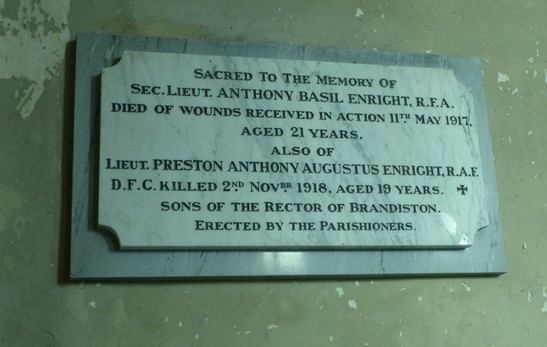 Sacred To The Memory Of
Sec. Lieut. ANTHONY BASIL ENRIGHT, R.F.A.
DIED OF WOUNDS RECEIVED IN ACTION 11TH MAY 1917,
AGED 21 YEARS.
ALSO OF
Lieut. PRESTON ANTHONY AUGUSTUS ENRIGHT, R.A.F.
D.F.C. KILLED 2ND NOVBR 1918, AGED 19 YEARS. ✠
SONS OF THE RECTOR OF BRANDISTON.
Erected by the Parishioners.